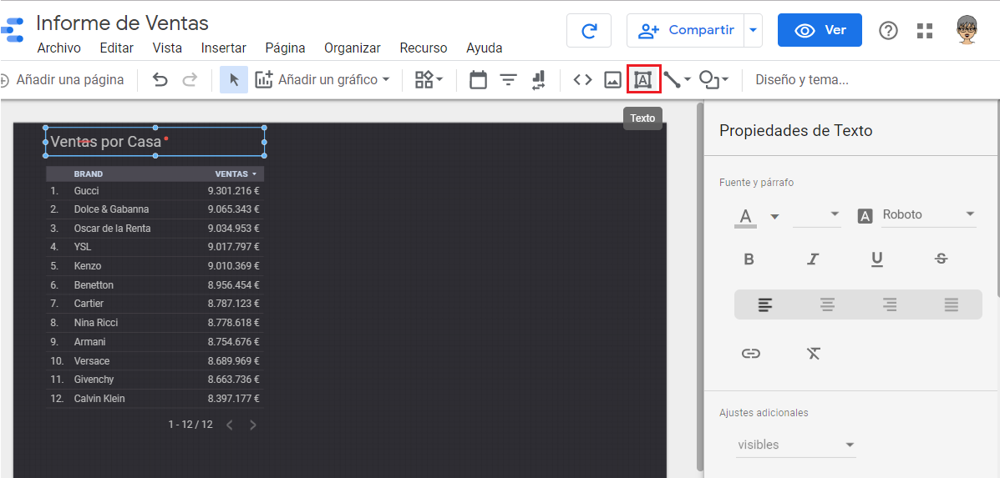 Informe de Ventas
Archivo Editar Vista Insertar Página Organizar Recurso Ayuda
Compartir
Ver
Añadir una página
Añadir un gráfico
Diseño y tema...
Texto
Ventas por Casa
BRAND VENTAS
1. Gucci 9.301.216 €
2. Dolce & Gabanna 9.065.343 €
3. Oscar de la Renta 9.034.953 €
4. YSL 9.017.797 €
5. Kenzo 9.010.369 €
6. Benetton 8.956.454 €
7. Cartier 8.787.123 €
8. Nina Ricci 8.778.618 €
9. Armani 8.754.676 €
10. Versace 8.689.969 €
11. Givenchy 8.663.736 €
12. Calvin Klein 8.397.177 €
1 - 12 / 12
Propiedades de Texto
Fuente y párrafo
Roboto
Ajustes adicionales
visibles